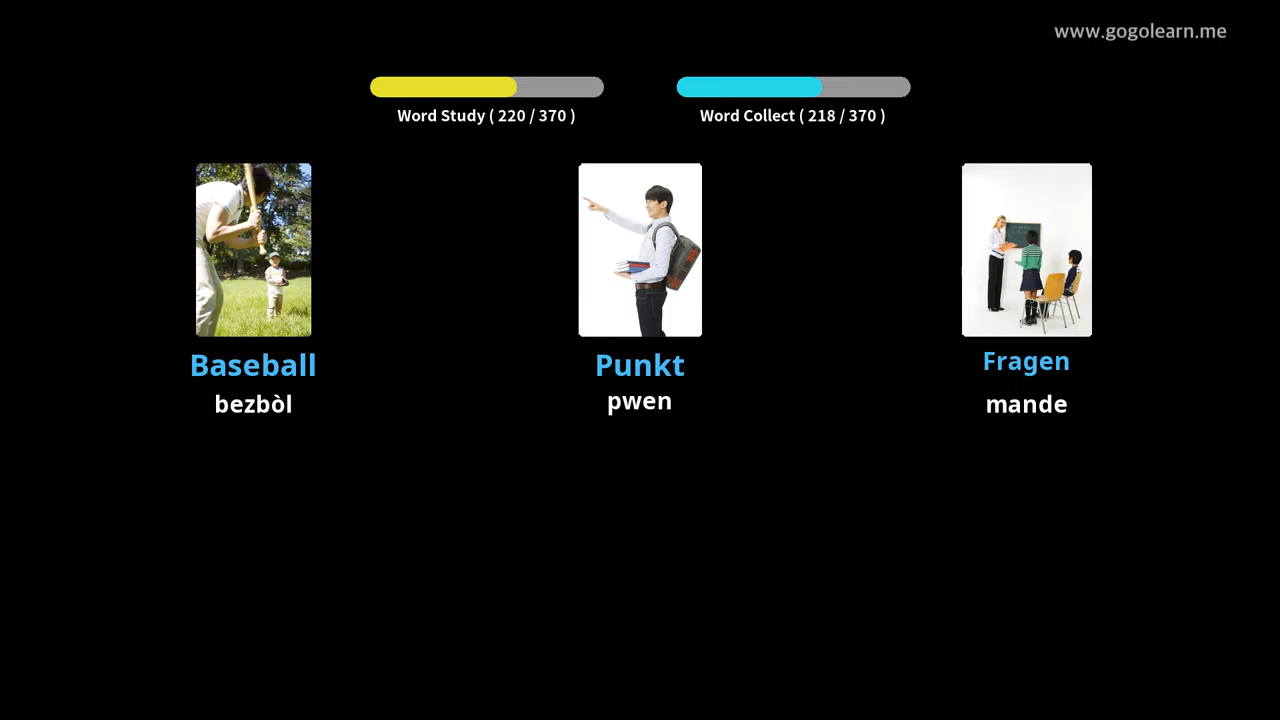 www.gogolearn.me
Word Study ( 220 / 370 )
Word Collect ( 218 / 370 )
Baseball
bezbòl
Punkt
pwen
Fragen
mande